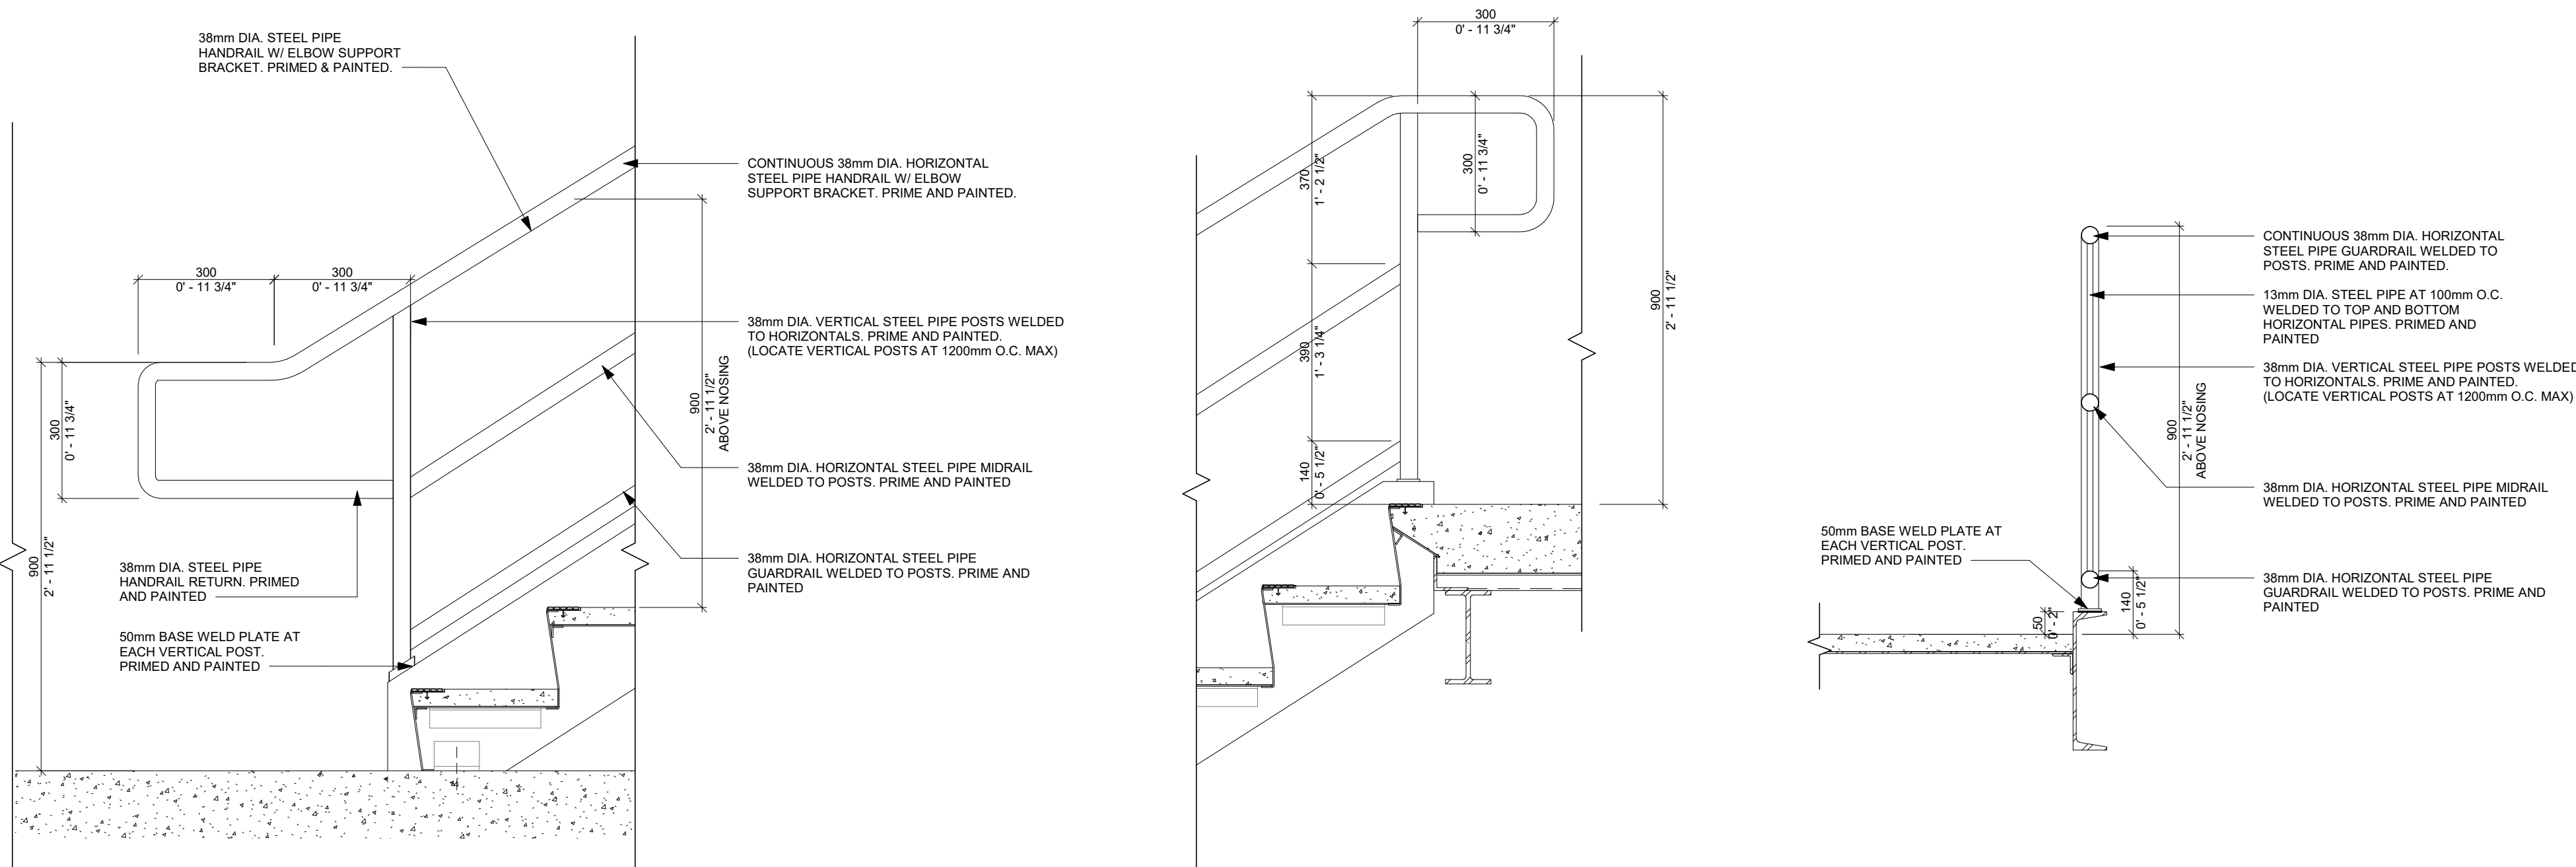 38mm DIA. STEEL PIPE
HANDRAIL W/ ELBOW SUPPORT
BRACKET. PRIMED & PAINTED.
CONTINUOUS 38mm DIA. HORIZONTAL
STEEL PIPE HANDRAIL W/ ELBOW
SUPPORT BRACKET. PRIME AND PAINTED.
300
0' - 11 3/4"
300
0' - 11 3/4"
38mm DIA. VERTICAL STEEL PIPE POSTS WELDED
TO HORIZONTALS. PRIME AND PAINTED.
(LOCATE VERTICAL POSTS AT 1200mm O.C. MAX)
900
2' - 11 1/2"
ABOVE NOSING
300
0' - 11 3/4"
900
2' - 11 1/2"
38mm DIA. HORIZONTAL STEEL PIPE MIDRAIL
WELDED TO POSTS. PRIME AND PAINTED
38mm DIA. STEEL PIPE
HANDRAIL RETURN. PRIMED
AND PAINTED
38mm DIA. HORIZONTAL STEEL PIPE
GUARDRAIL WELDED TO POSTS. PRIME AND
PAINTED
50mm BASE WELD PLATE AT
EACH VERTICAL POST.
PRIMED AND PAINTED
300
0' - 11 3/4"
370
1' - 2 1/2"
300
0' - 11 3/4"
390
1' - 3 1/4"
140
0' - 5 1/2"
900
2' - 11 1/2"
CONTINUOUS 38mm DIA. HORIZONTAL
STEEL PIPE GUARDRAIL WELDED TO
POSTS. PRIME AND PAINTED.
13mm DIA. STEEL PIPE AT 100mm O.C.
WELDED TO TOP AND BOTTOM
HORIZONTAL PIPES. PRIMED AND
PAINTED
38mm DIA. VERTICAL STEEL PIPE POSTS WELDED
TO HORIZONTALS. PRIME AND PAINTED.
(LOCATE VERTICAL POSTS AT 1200mm O.C. MAX)
900
2' - 11 1/2"
ABOVE NOSING
38mm DIA. HORIZONTAL STEEL PIPE MIDRAIL
WELDED TO POSTS. PRIME AND PAINTED
50mm BASE WELD PLATE AT
EACH VERTICAL POST.
PRIMED AND PAINTED
38mm DIA. HORIZONTAL STEEL PIPE
GUARDRAIL WELDED TO POSTS. PRIME AND
PAINTED
50
0' - 2"
140
0' - 5 1/2"